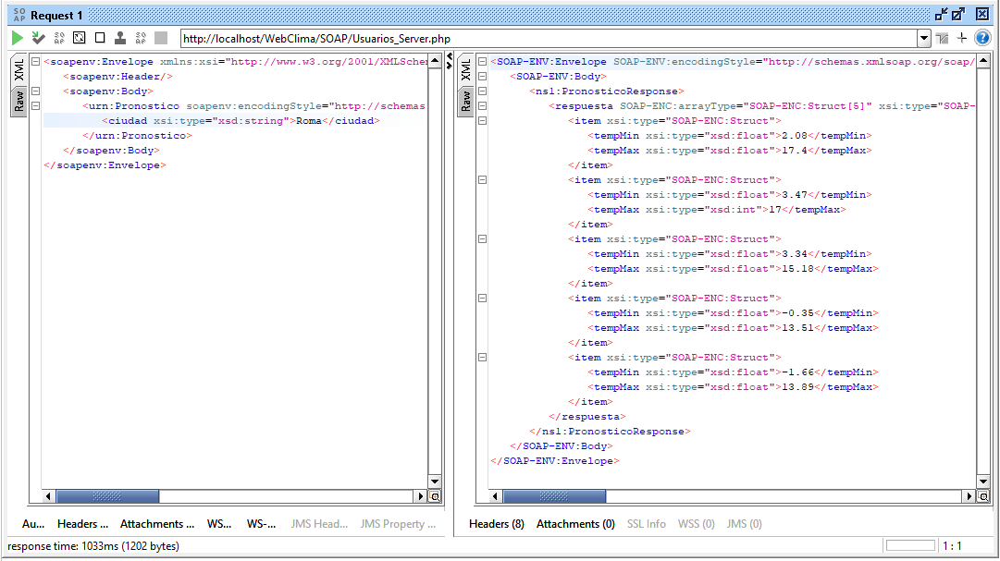 SO AP Request 1
http://localhost/WebClima/SOAP/Usuarios_Server.php
XML
Raw
<soapenv:Envelope xmlns:xsi="http://www.w3.org/2001/XMLSchem
<soapenv:Header/>
<soapenv:Body>
<urn:Pronostico soapenv:encodingStyle="http://schemas
<ciudad xsi:type="xsd:string">Roma</ciudad>
</urn:Pronostico>
</soapenv:Body>
</soapenv:Envelope>
XML
Raw
<SOAP-ENV:Envelope SOAP-ENV:encodingStyle="http://schemas.xmlsoap.org/soap/
<SOAP-ENV:Body>
<ns1:PronosticoResponse>
<respuesta SOAP-ENC:arrayType="SOAP-ENC:Struct[5]" xsi:type="SOAP-
<item xsi:type="SOAP-ENC:Struct">
<tempMin xsi:type="xsd:float">2.08</tempMin>
<tempMax xsi:type="xsd:float">17.4</tempMax>
</item>
<item xsi:type="SOAP-ENC:Struct">
<tempMin xsi:type="xsd:float">3.47</tempMin>
<tempMax xsi:type="xsd:int">17</tempMax>
</item>
<item xsi:type="SOAP-ENC:Struct">
<tempMin xsi:type="xsd:float">3.34</tempMin>
<tempMax xsi:type="xsd:float">15.18</tempMax>
</item>
<item xsi:type="SOAP-ENC:Struct">
<tempMin xsi:type="xsd:float">-0.35</tempMin>
<tempMax xsi:type="xsd:float">13.51</tempMax>
</item>
<item xsi:type="SOAP-ENC:Struct">
<tempMin xsi:type="xsd:float">-1.66</tempMin>
<tempMax xsi:type="xsd:float">13.89</tempMax>
</item>
</respuesta>
</ns1:PronosticoResponse>
</SOAP-ENV:Body>
</SOAP-ENV:Envelope>
Au... Headers ... Attachments ... WS... WS-... JMS Head... JMS Property ...
Headers (8) Attachments (0) SSL Info WSS (0) JMS (0)
response time: 1033ms (1202 bytes)
1 : 1